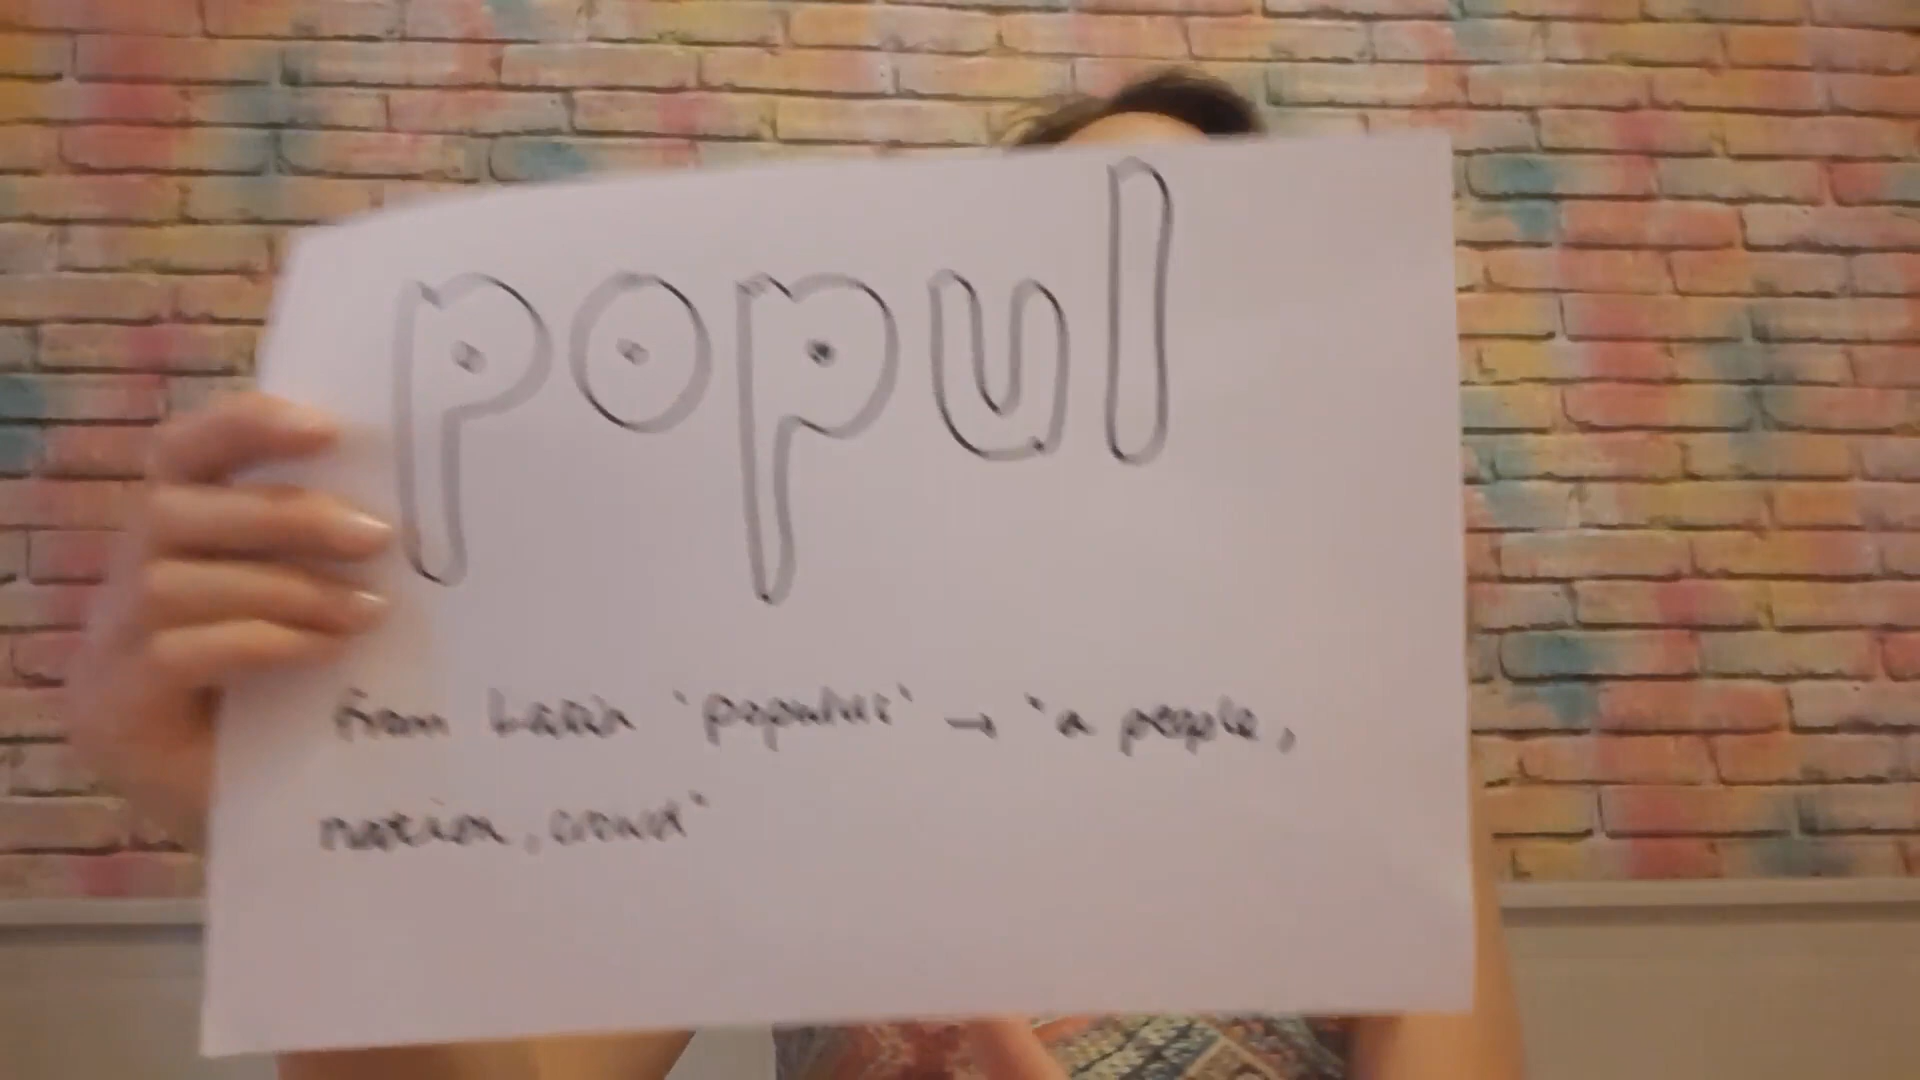 popul
from Latin 'populus' → 'a people,
nation, crowd'